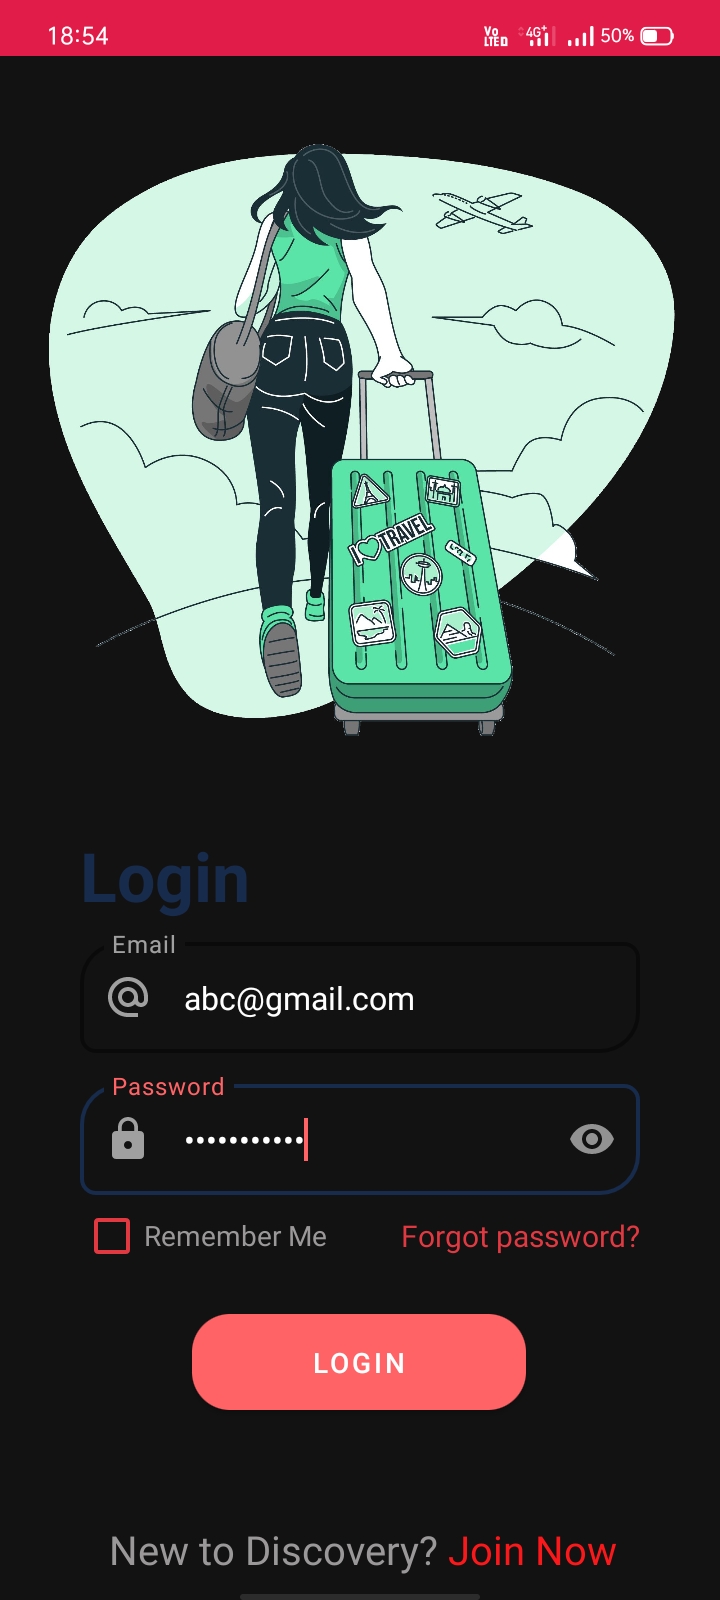 18:54
Vo LTE 4G+ 50%
I TRAVEL
Login
Email
abc@gmail.com
Password
•••••••••••
Remember Me
Forgot password?
LOGIN
New to Discovery? Join Now